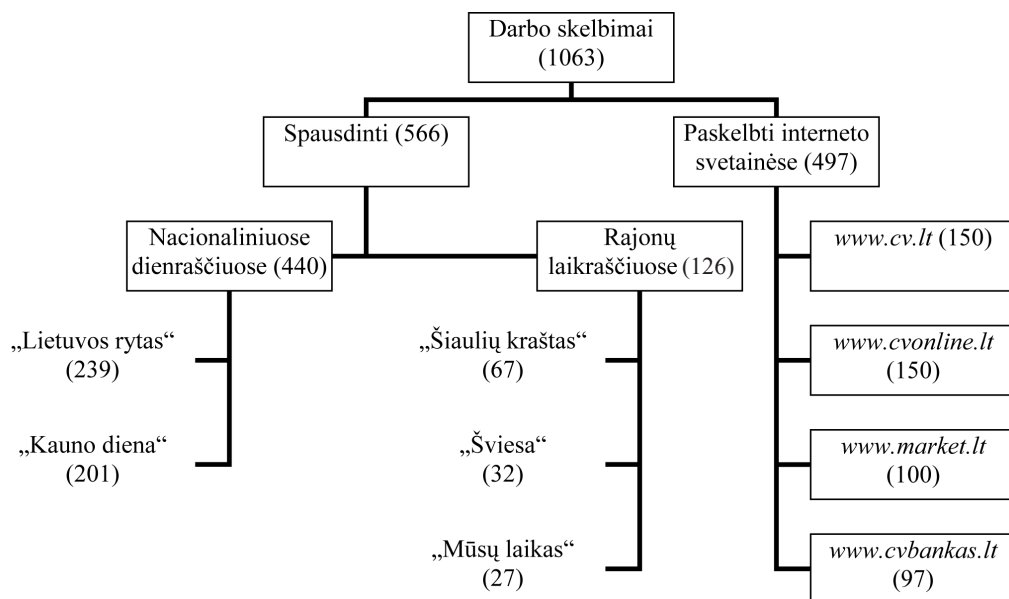 Darbo skelbimai
(1063)
Spausdinti (566)
Paskelbti interneto
svetainėse (497)
Nacionaliniuose
dienraščiuose (440)
Rajonų
laikraščiuose (126)
www.cv.lt (150)
„Lietuvos rytas“
(239)
„Šiaulių kraštas“
(67)
www.cvonline.lt
(150)
„Kauno diena“
(201)
„Šviesa“
(32)
www.market.lt
(100)
„Mūsų laikas“
(27)
www.cvbankas.lt
(97)